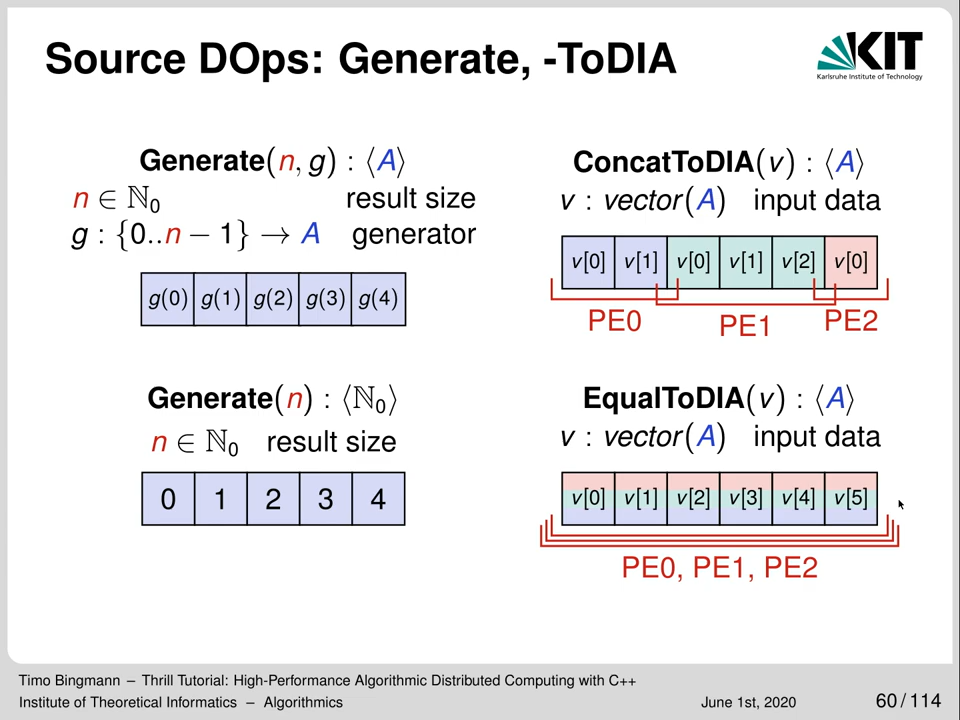 Source DOps: Generate, -ToDIA
KIT
Karlsruhe Institute of Technology
Generate(n, g) : ⟨A⟩
n ∈ ℕ₀ result size
g : {0..n − 1} → A generator
g(0) g(1) g(2) g(3) g(4)
Generate(n) : ⟨ℕ₀⟩
n ∈ ℕ₀ result size
0 1 2 3 4
ConcatToDIA(v) : ⟨A⟩
v : vector(A) input data
v[0] v[1] v[0] v[1] v[2] v[0]
PE0 PE1 PE2
EqualToDIA(v) : ⟨A⟩
v : vector(A) input data
v[0] v[1] v[2] v[3] v[4] v[5]
PE0, PE1, PE2
Timo Bingmann – Thrill Tutorial: High-Performance Algorithmic Distributed Computing with C++
Institute of Theoretical Informatics – Algorithmics June 1st, 2020 60 / 114